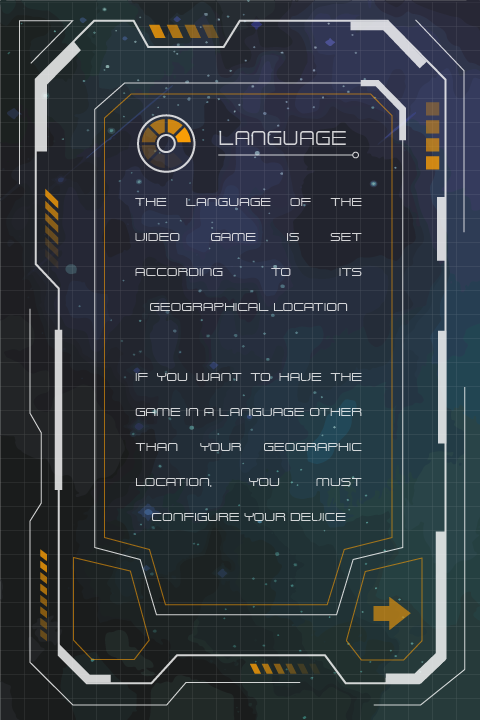 LANGUAGE
THE LANGUAGE OF THE
VIDEO GAME IS SET
ACCORDING TO ITS
GEOGRAPHICAL LOCATION
IF YOU WANT TO HAVE THE
GAME IN A LANGUAGE OTHER
THAN YOUR GEOGRAPHIC
LOCATION, YOU MUST
CONFIGURE YOUR DEVICE